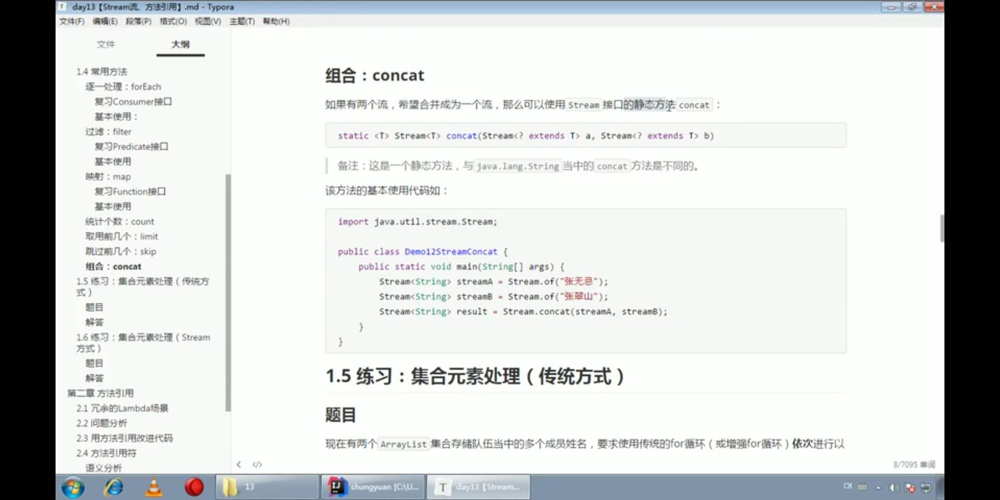 day13【Stream流、方法引用】.md - Typora
文件(F) 编辑(E) 段落(P) 格式(O) 视图(V) 主题(T) 帮助(H)
文件 大纲
1.4 常用方法
逐一处理：forEach
复习Consumer接口
基本使用：
过滤：filter
复习Predicate接口
基本使用
映射：map
复习Function接口
基本使用
统计个数：count
取用前几个：limit
跳过前几个：skip
组合：concat
1.5 练习：集合元素处理（传统方
式）
题目
解答
1.6 练习：集合元素处理（Stream
方式）
题目
解答
第二章 方法引用
2.1 冗余的Lambda场景
2.2 问题分析
2.3 用方法引用改进代码
2.4 方法引用符
语义分析
组合：concat
如果有两个流，希望合并成为一个流，那么可以使用 Stream 接口的静态方法 concat ：
static <T> Stream<T> concat(Stream<? extends T> a, Stream<? extends T> b)
备注：这是一个静态方法，与 java.lang.String 当中的 concat 方法是不同的。
该方法的基本使用代码如：
import java.util.stream.Stream;
public class Demo12StreamConcat {
public static void main(String[] args) {
Stream<String> streamA = Stream.of("张无忌");
Stream<String> streamB = Stream.of("张翠山");
Stream<String> result = Stream.concat(streamA, streamB);
}
}
1.5 练习：集合元素处理（传统方式）
题目
现在有两个 ArrayList 集合存储队伍当中的多个成员姓名，要求使用传统的for循环（或增强for循环）依次进行以
</> 8/7095 单词
13 shungyuan [C:\U... day13【Stream... CH